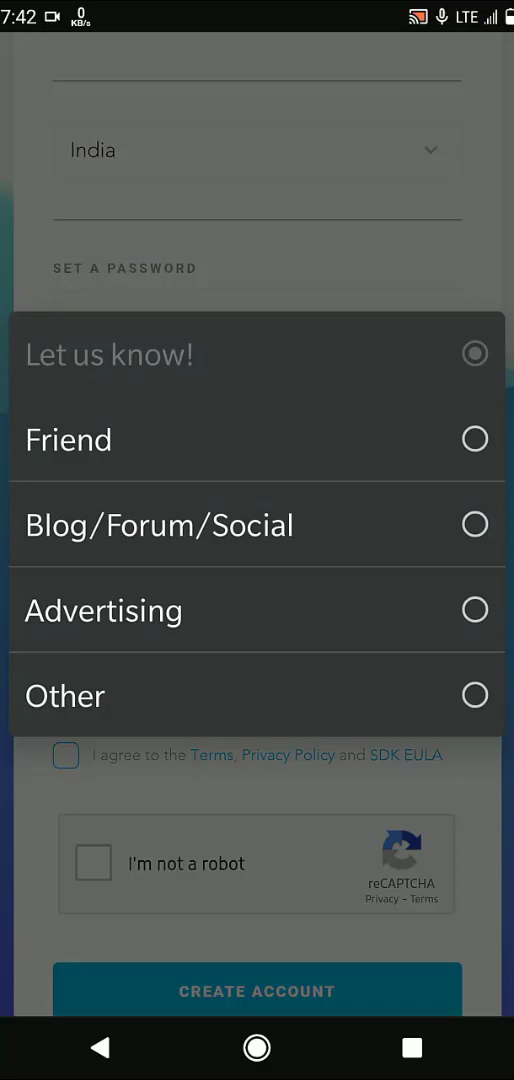 7:42 0 KB/s LTE
India
SET A PASSWORD
Let us know!
Friend
Blog/Forum/Social
Advertising
Other
I agree to the Terms, Privacy Policy and SDK EULA
I'm not a robot
reCAPTCHA
Privacy - Terms
CREATE ACCOUNT